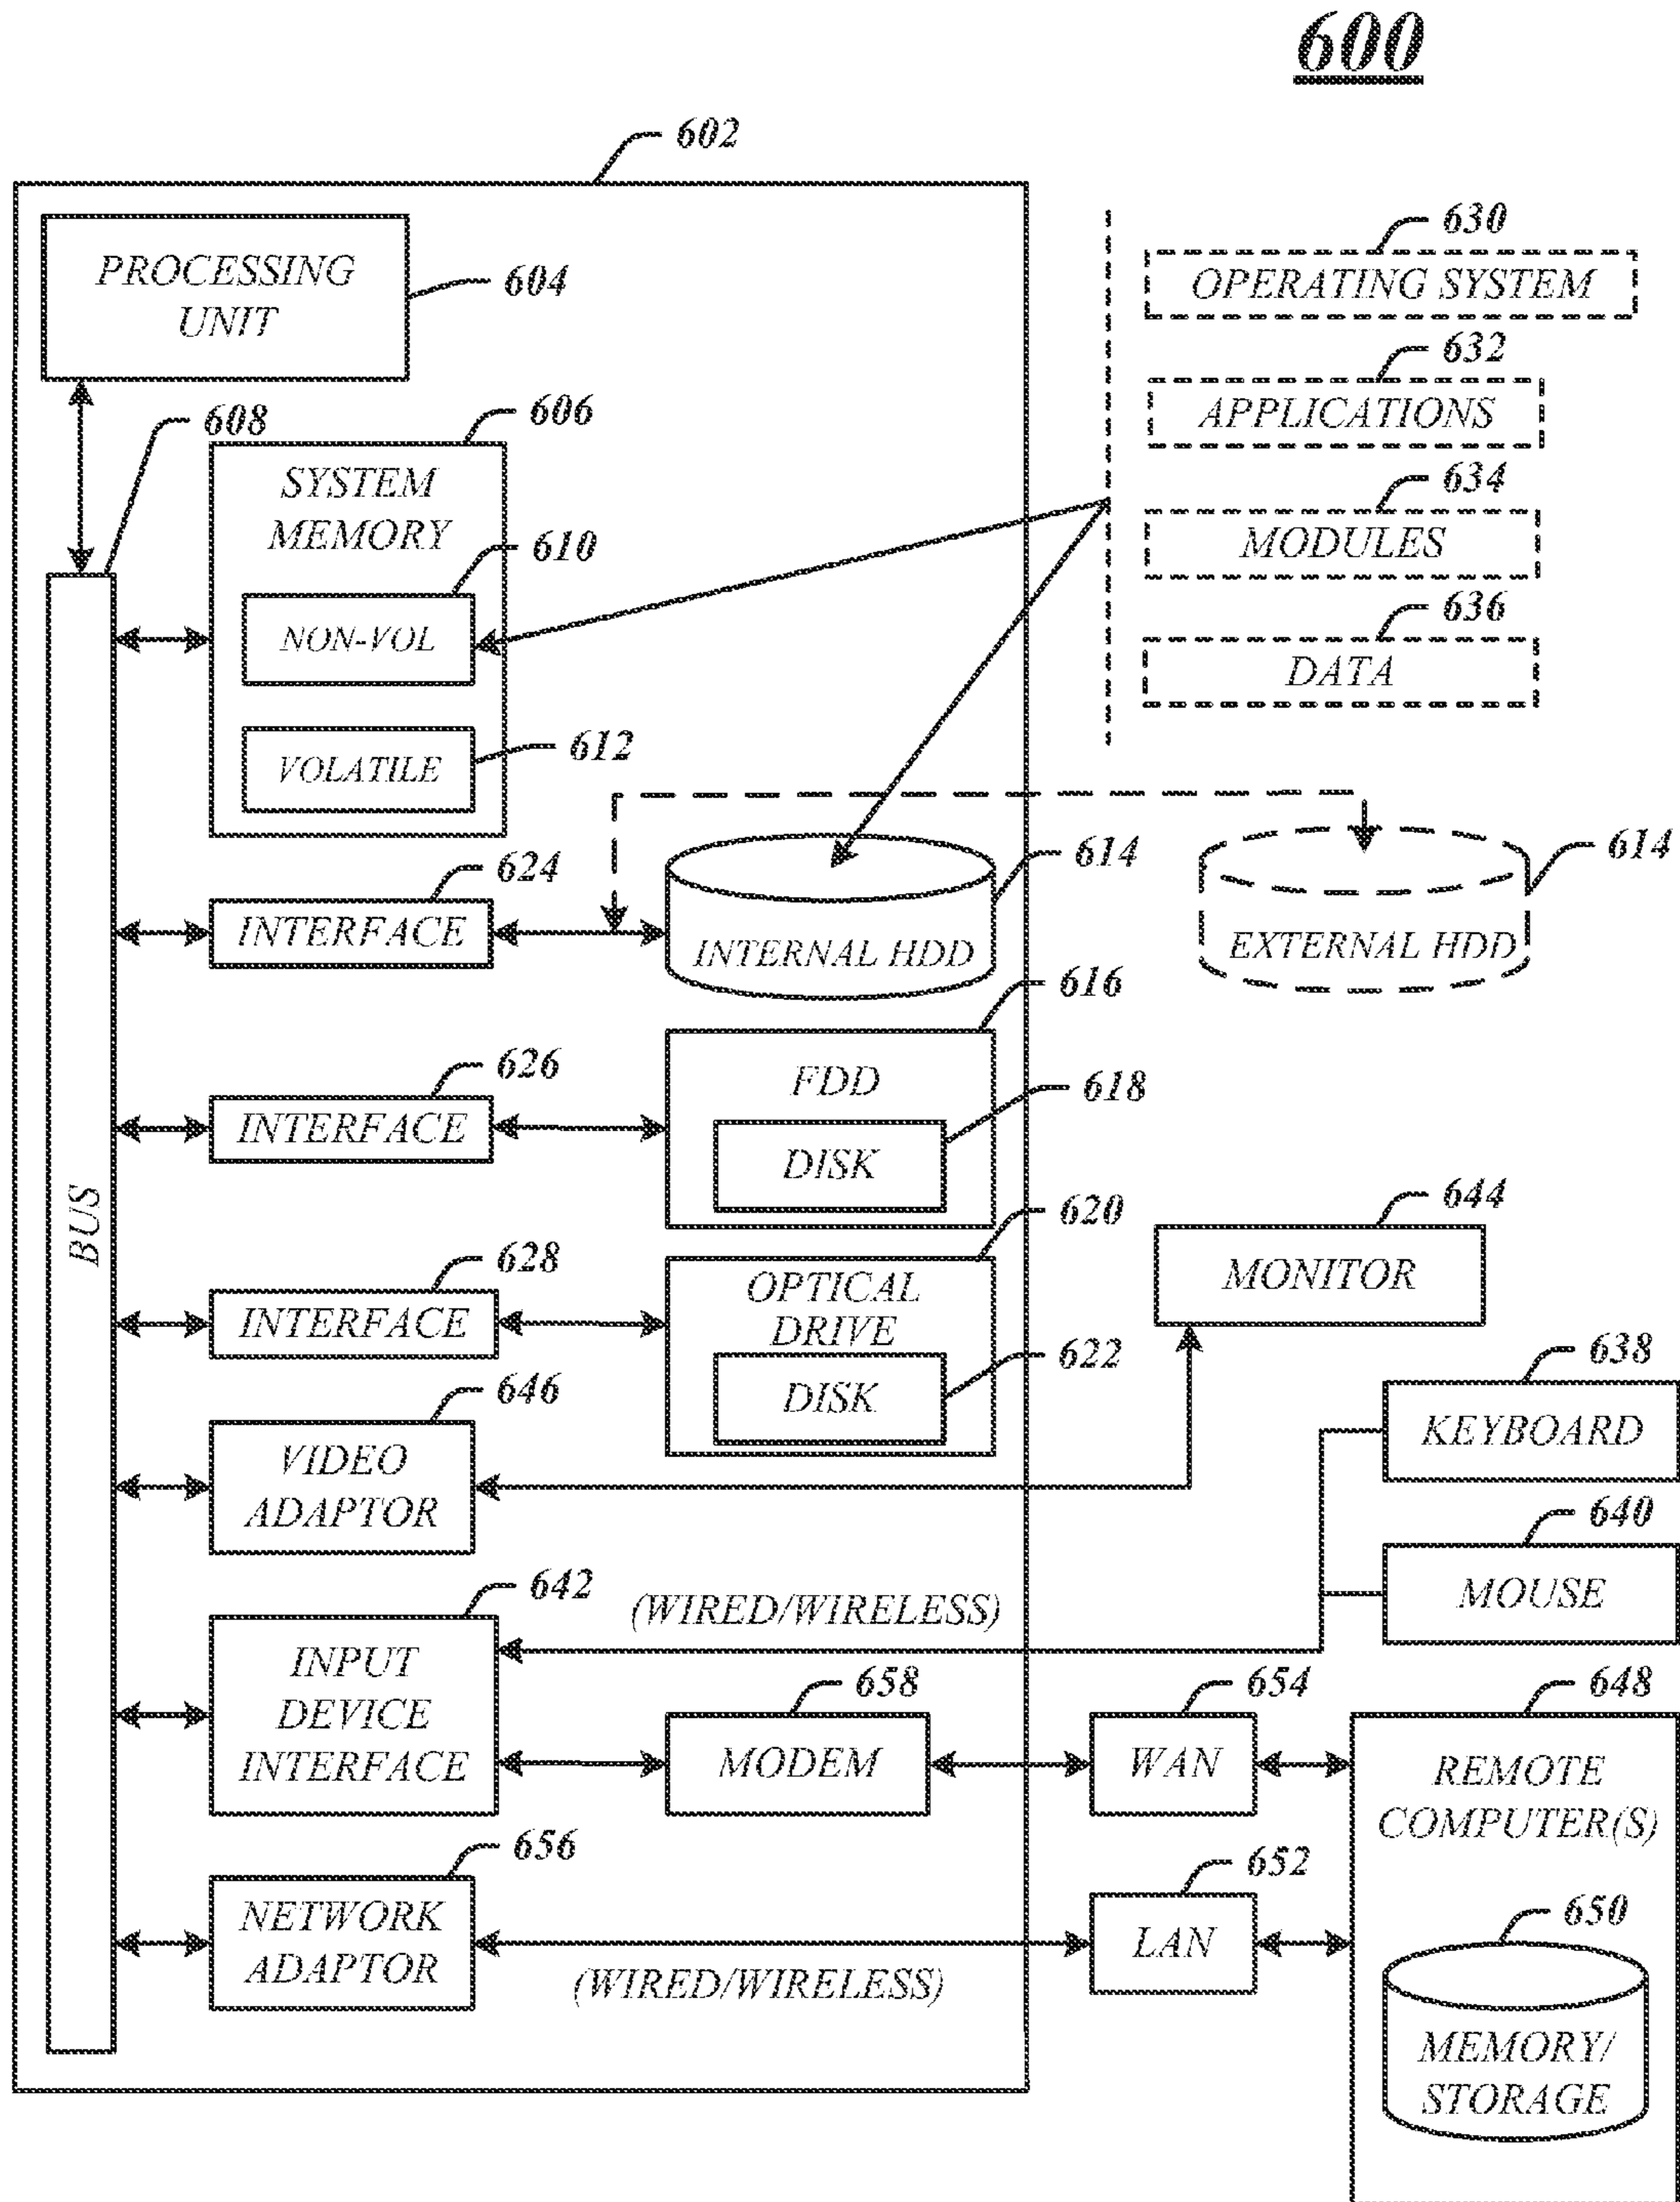 600
602
PROCESSING
UNIT
604
630
OPERATING SYSTEM
632
APPLICATIONS
634
MODULES
636
DATA
608
606
SYSTEM
MEMORY
610
NON-VOL
612
VOLATILE
624
INTERFACE
614
INTERNAL HDD
614
EXTERNAL HDD
616
FDD
618
DISK
626
INTERFACE
BUS
620
OPTICAL
DRIVE
622
DISK
628
INTERFACE
644
MONITOR
646
VIDEO
ADAPTOR
638
KEYBOARD
640
MOUSE
642
INPUT
DEVICE
INTERFACE
(WIRED/WIRELESS)
658
MODEM
654
WAN
648
REMOTE
COMPUTER(S)
656
NETWORK
ADAPTOR
(WIRED/WIRELESS)
652
LAN
650
MEMORY/
STORAGE